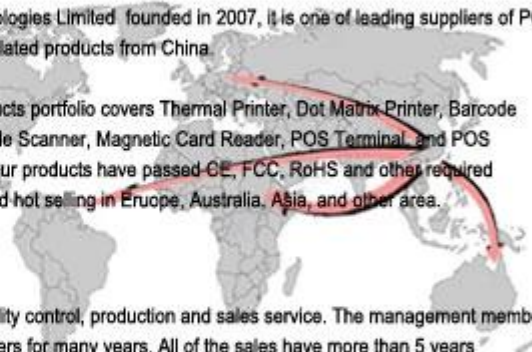 ologies Limited founded in 2007, it is one of leading suppliers of P
lated products from China.
ucts portfolio covers Thermal Printer, Dot Matrix Printer, Barcode
le Scanner, Magnetic Card Reader, POS Terminal, and POS
ur products have passed CE, FCC, RoHS and other required
d hot selling in Eruope, Australia, Asia, and other area.
lity control, production and sales service. The management memb
ers for many years. All of the sales have more than 5 years